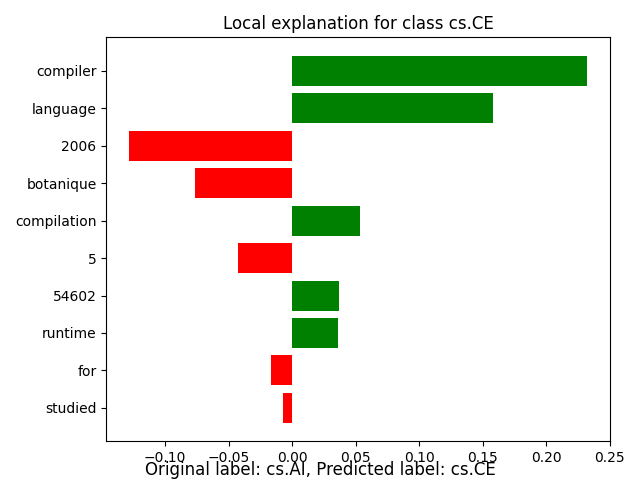 Local explanation for class cs.CE
compiler
language
2006
botanique
compilation
5
54602
runtime
for
studied
−0.10 −0.05 0.00 0.05 0.10 0.15 0.20 0.25
Original label: cs.AI, Predicted label: cs.CE